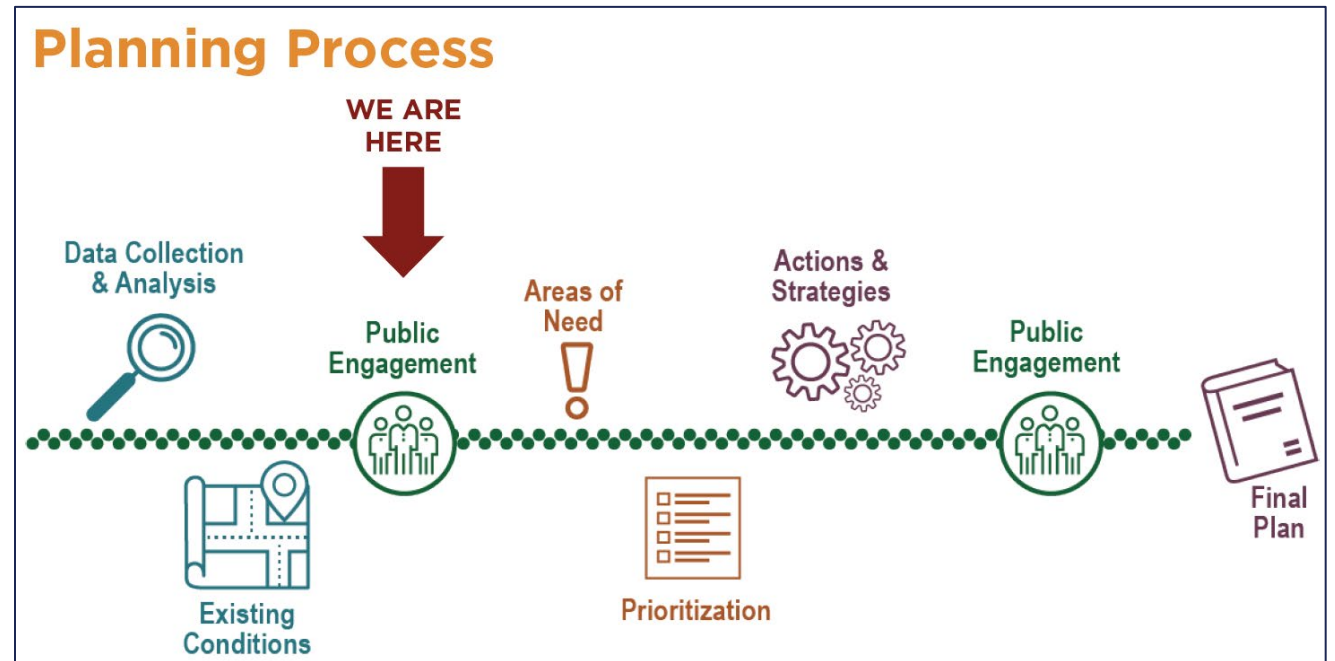 Planning Process
WE ARE
HERE
Data Collection
& Analysis
Existing
Conditions
Public
Engagement
Areas of
Need
Prioritization
Actions &
Strategies
Public
Engagement
Final
Plan